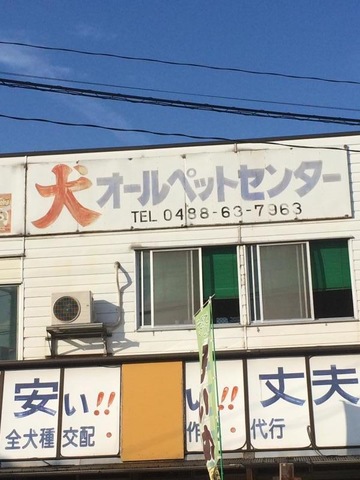 犬 オールペットセンター
TEL 0488-63-7963
安い!! い!! 丈夫
全犬種 交配・ 作 ・代行